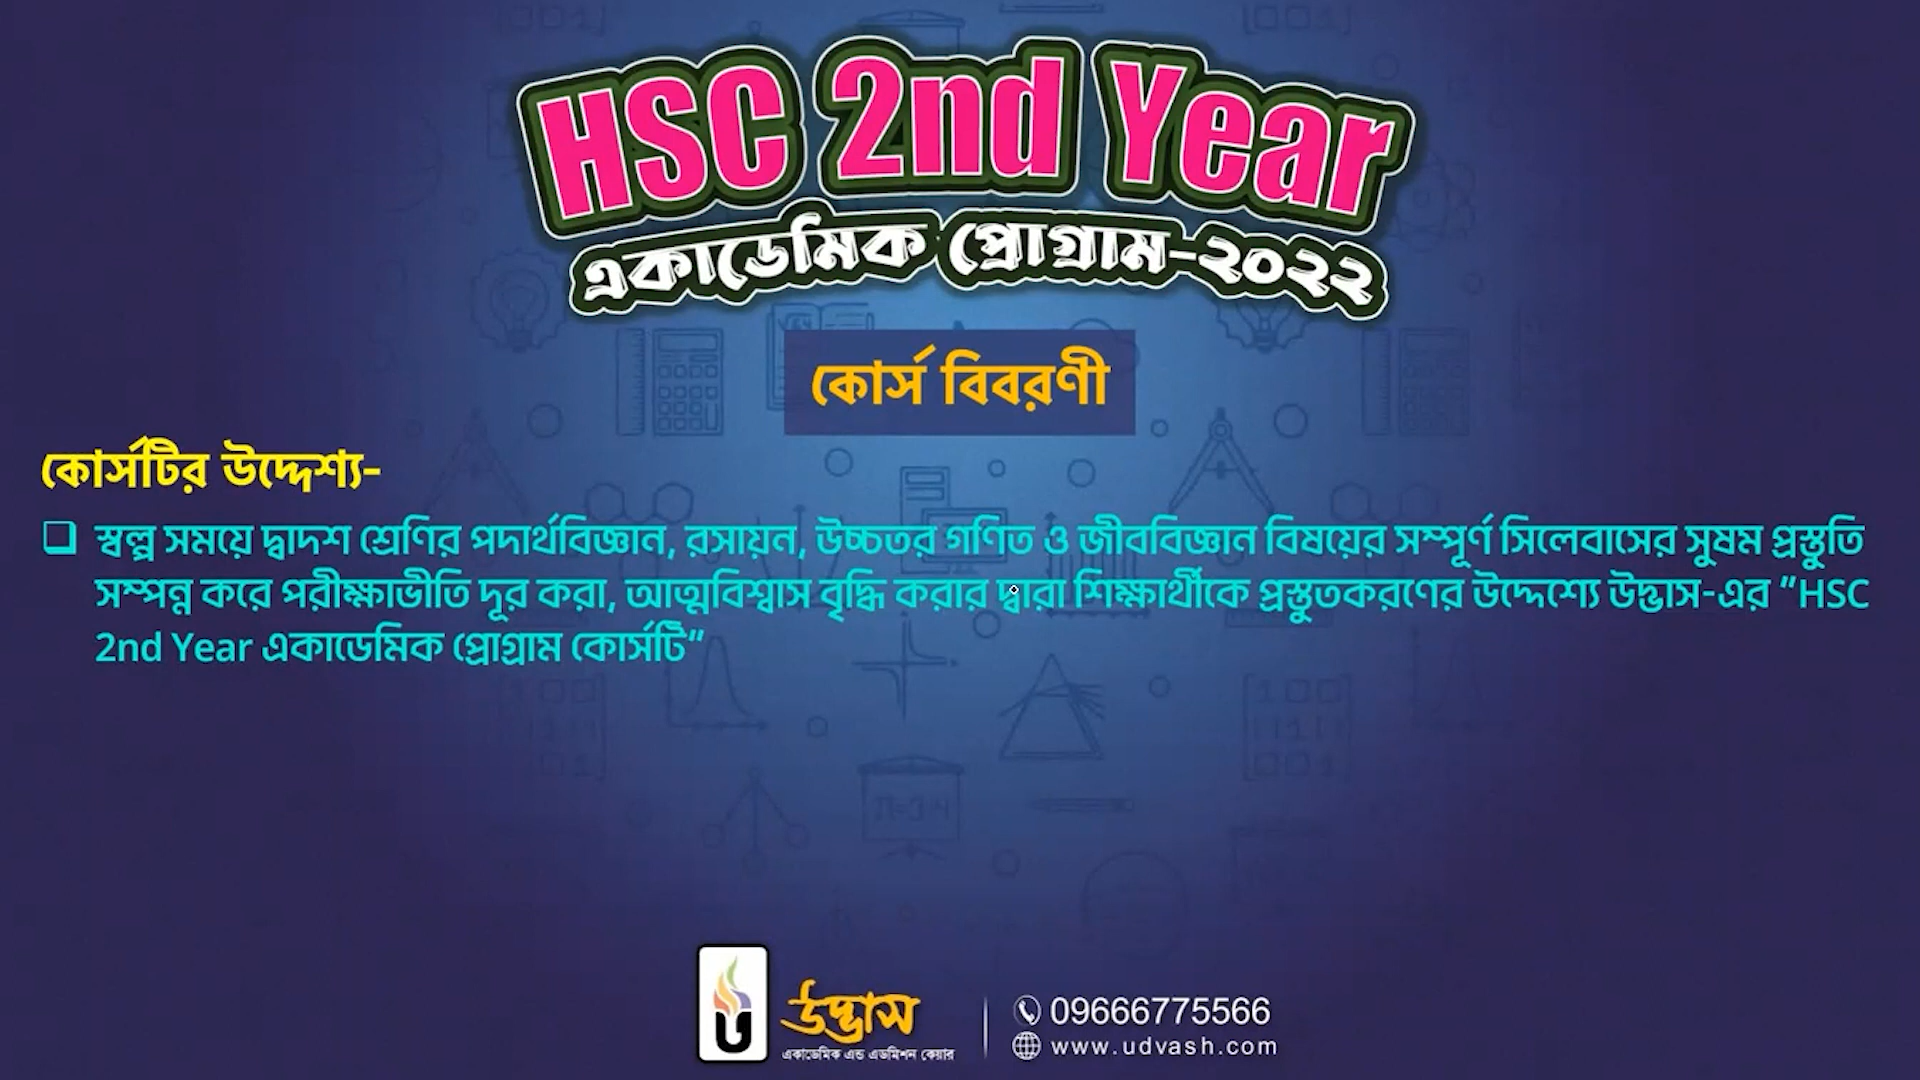 HSC 2nd Year
একাডেমিক প্রোগ্রাম-২০২২
কোর্স বিবরণী
কোর্সটির উদ্দেশ্য-
স্বল্প সময়ে দ্বাদশ শ্রেণির পদার্থবিজ্ঞান, রসায়ন, উচ্চতর গণিত ও জীববিজ্ঞান বিষয়ের সম্পূর্ণ সিলেবাসের সুষম প্রস্তুতি
সম্পন্ন করে পরীক্ষাভীতি দূর করা, আত্মবিশ্বাস বৃদ্ধি করার দ্বারা শিক্ষার্থীকে প্রস্তুতকরণের উদ্দেশ্যে উদ্ভাস-এর "HSC
2nd Year একাডেমিক প্রোগ্রাম কোর্সটি"
উদ্ভাস
একাডেমিক এন্ড এডমিশন কেয়ার
09666775566
www.udvash.com